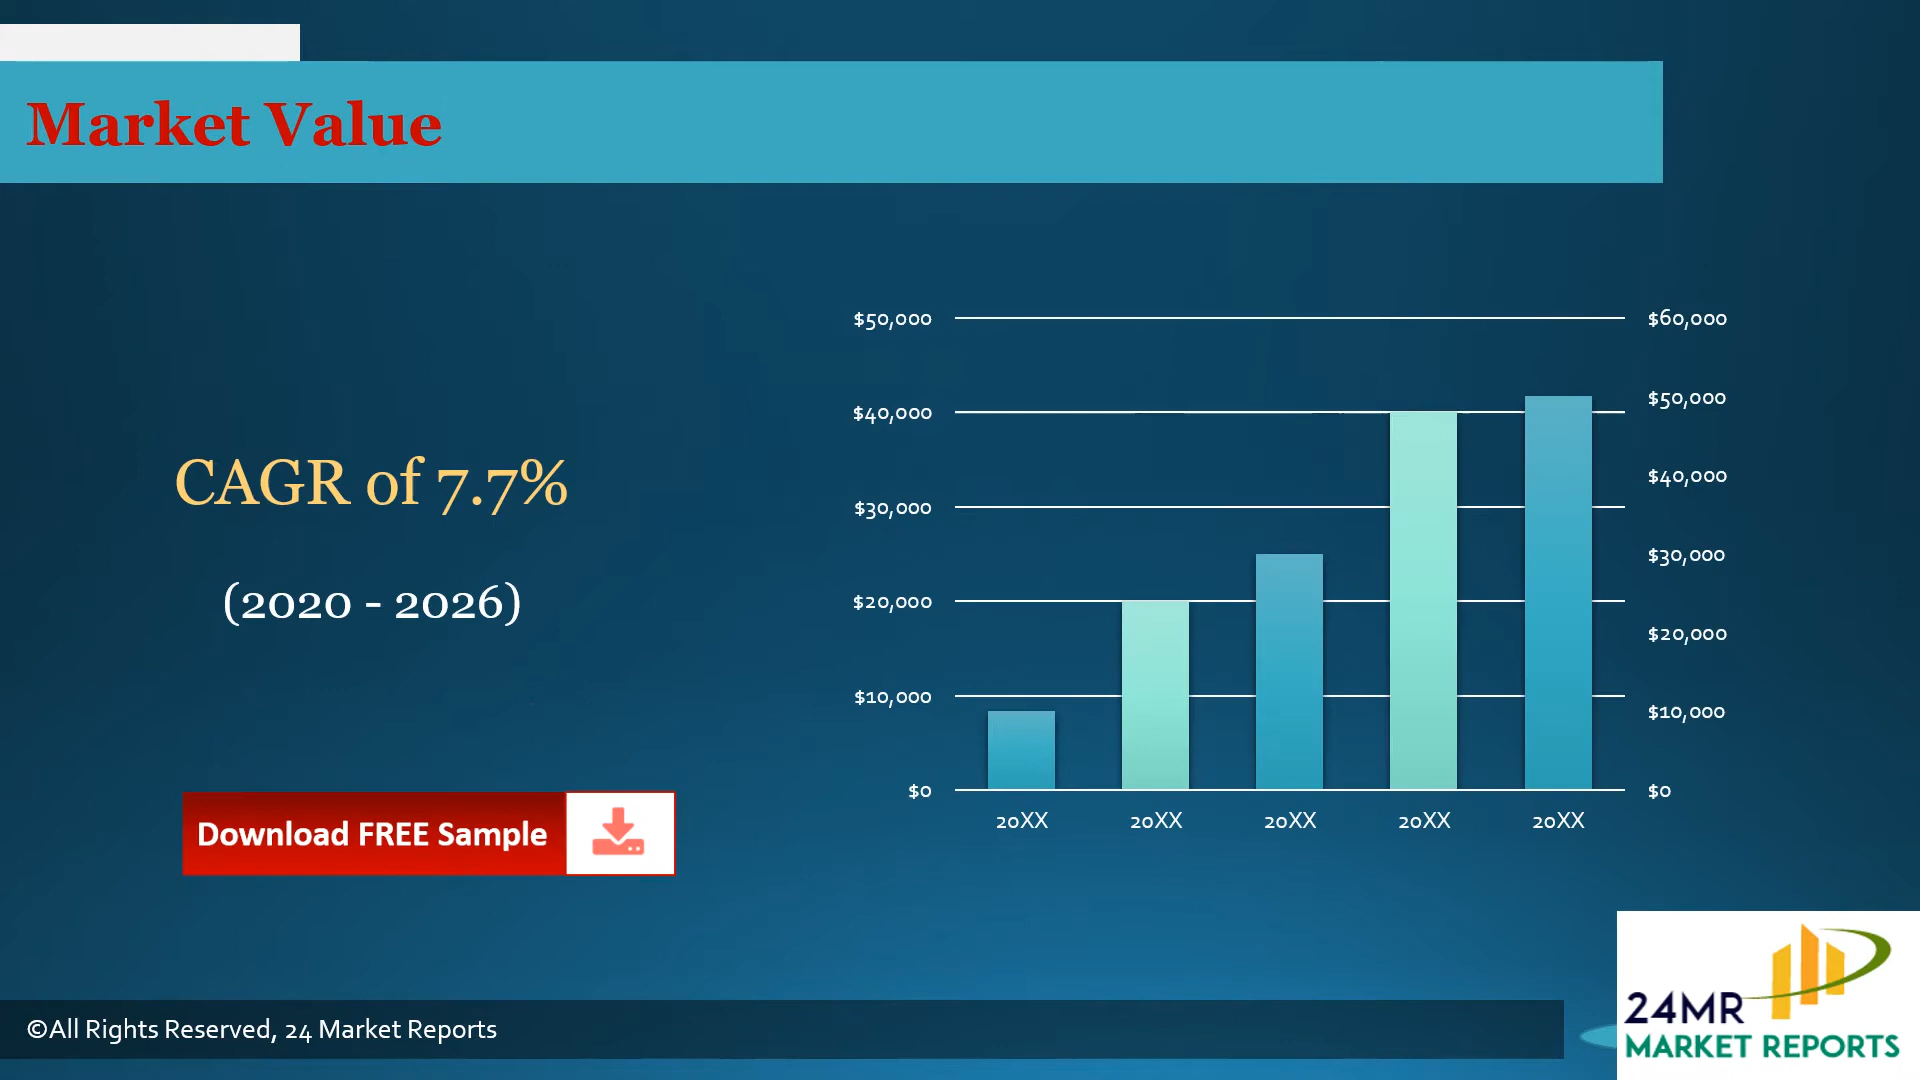 Market Value
CAGR of 7.7%
(2020 - 2026)
Download FREE Sample
$50,000
$40,000
$30,000
$20,000
$10,000
$0
$60,000
$50,000
$40,000
$30,000
$20,000
$10,000
$0
20XX 20XX 20XX 20XX 20XX
©All Rights Reserved, 24 Market Reports
24MR
MARKET REPORTS